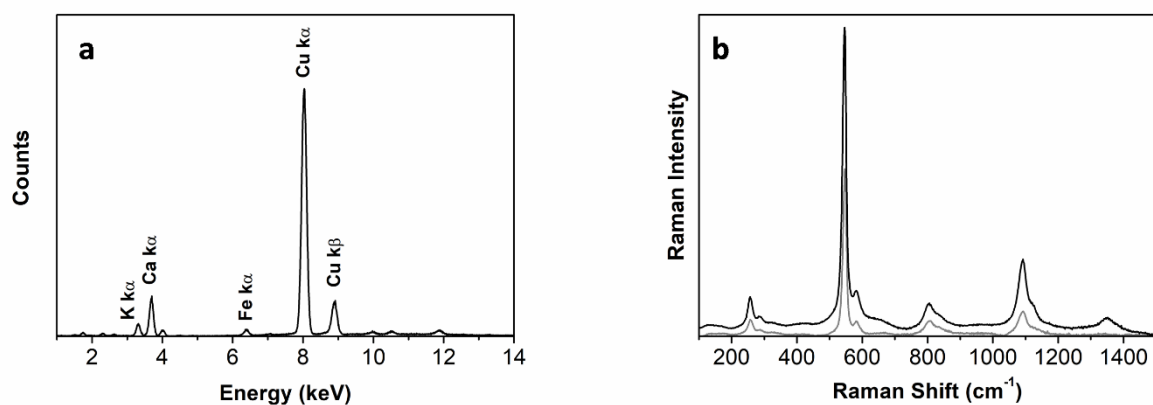 a
Counts
K kα
Ca kα
Fe kα
Cu kα
Cu kβ
2 4 6 8 10 12 14
Energy (keV)
b
Raman Intensity
200 400 600 800 1000 1200 1400
Raman Shift (cm⁻¹)